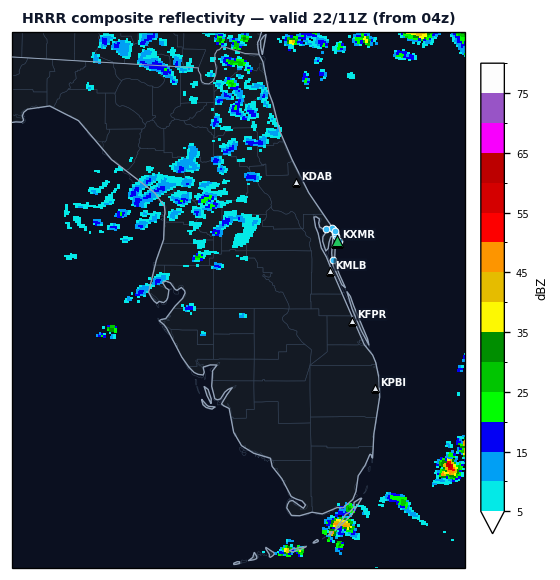 HRRR composite reflectivity — valid 22/11Z (from 04z)
KDAB
KXMR
KMLB
KFPR
KPBI
75
65
55
45
35
25
15
5
dBZ